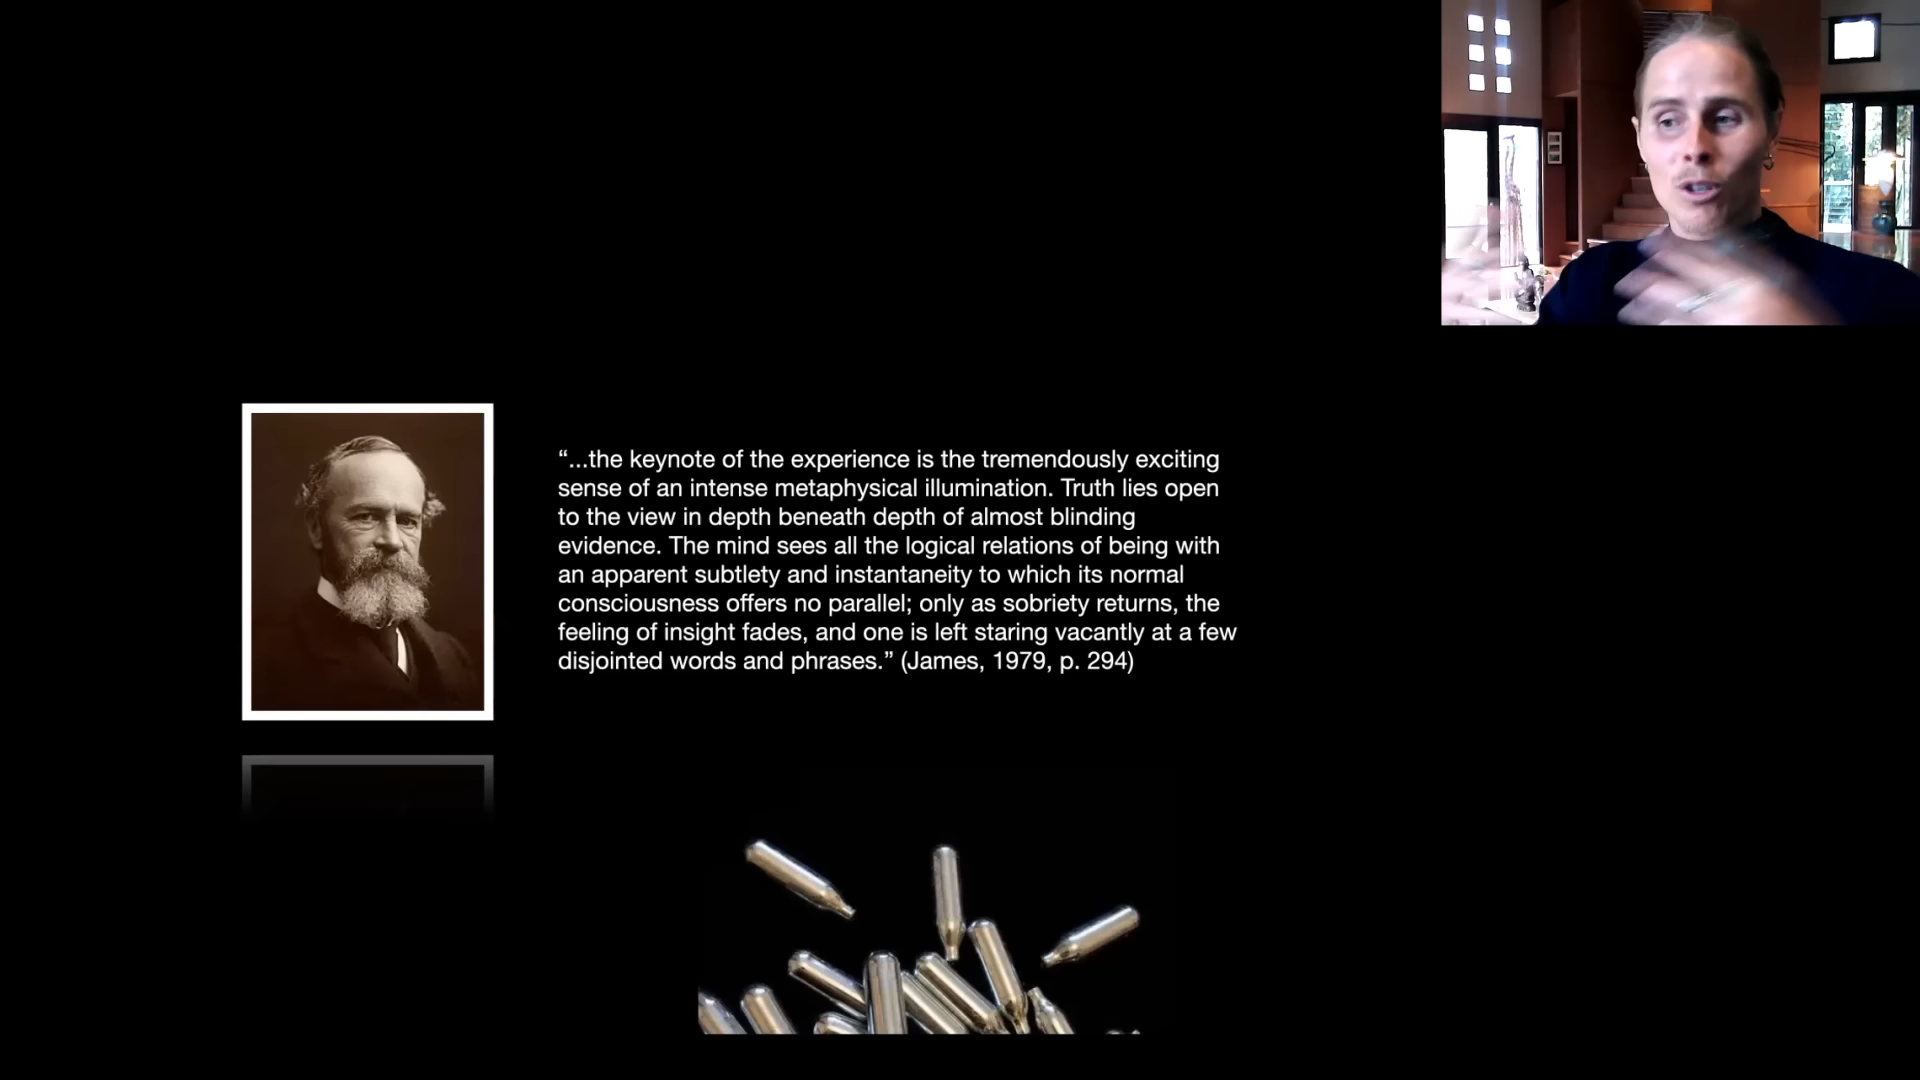 “...the keynote of the experience is the tremendously exciting
sense of an intense metaphysical illumination. Truth lies open
to the view in depth beneath depth of almost blinding
evidence. The mind sees all the logical relations of being with
an apparent subtlety and instantaneity to which its normal
consciousness offers no parallel; only as sobriety returns, the
feeling of insight fades, and one is left staring vacantly at a few
disjointed words and phrases.” (James, 1979, p. 294)